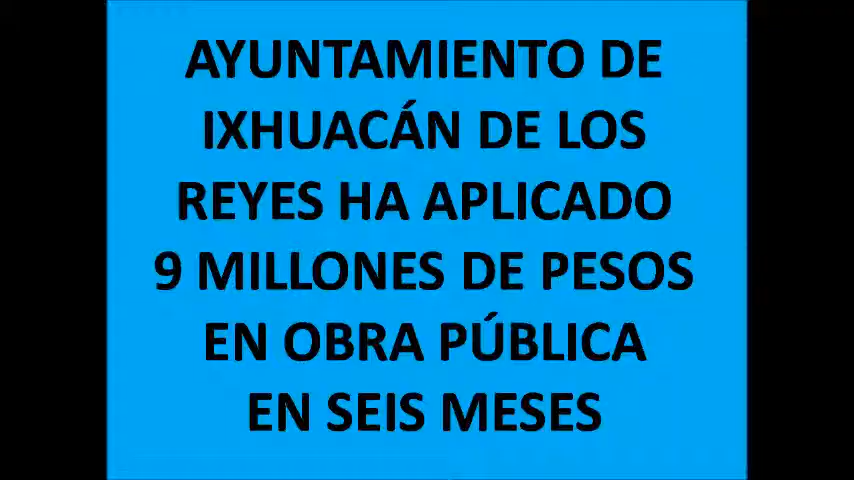 AYUNTAMIENTO DE
IXHUACÁN DE LOS
REYES HA APLICADO
9 MILLONES DE PESOS
EN OBRA PÚBLICA
EN SEIS MESES